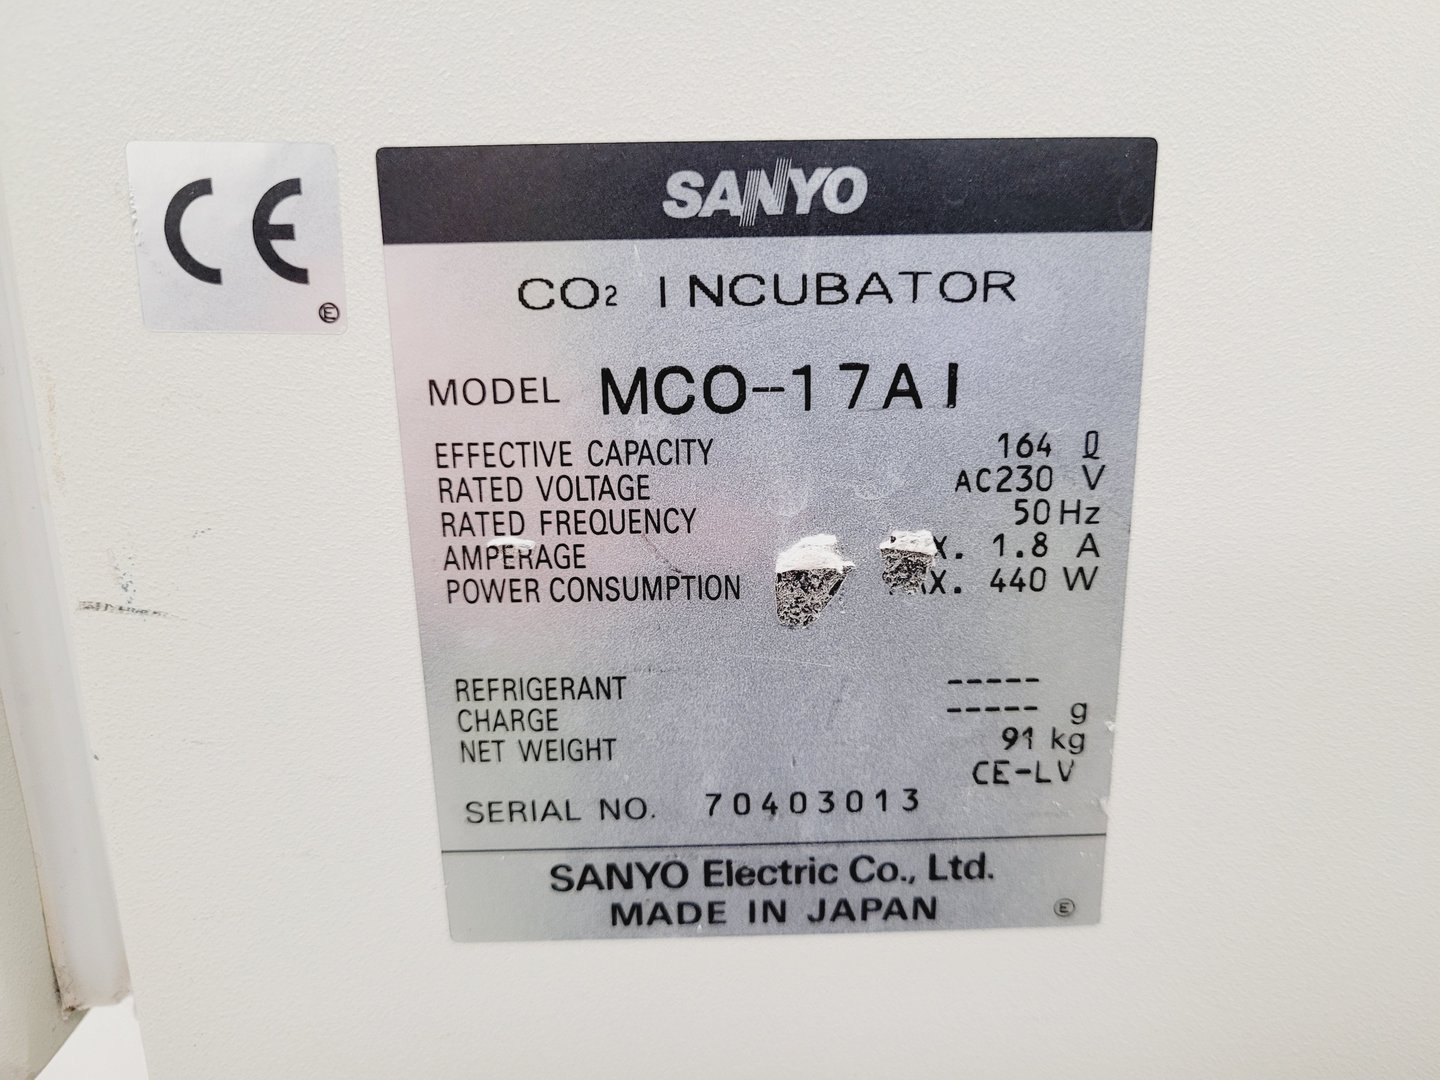 CE
E
SANYO
CO2 INCUBATOR
MODEL MCO-17AI
EFFECTIVE CAPACITY 164 ℓ
RATED VOLTAGE AC230 V
RATED FREQUENCY 50 Hz
AMPERAGE 1.8 A
POWER CONSUMPTION 440 W
REFRIGERANT -----
CHARGE ----- g
NET WEIGHT 91 kg
CE-LV
SERIAL NO. 70403013
SANYO Electric Co., Ltd.
MADE IN JAPAN
E